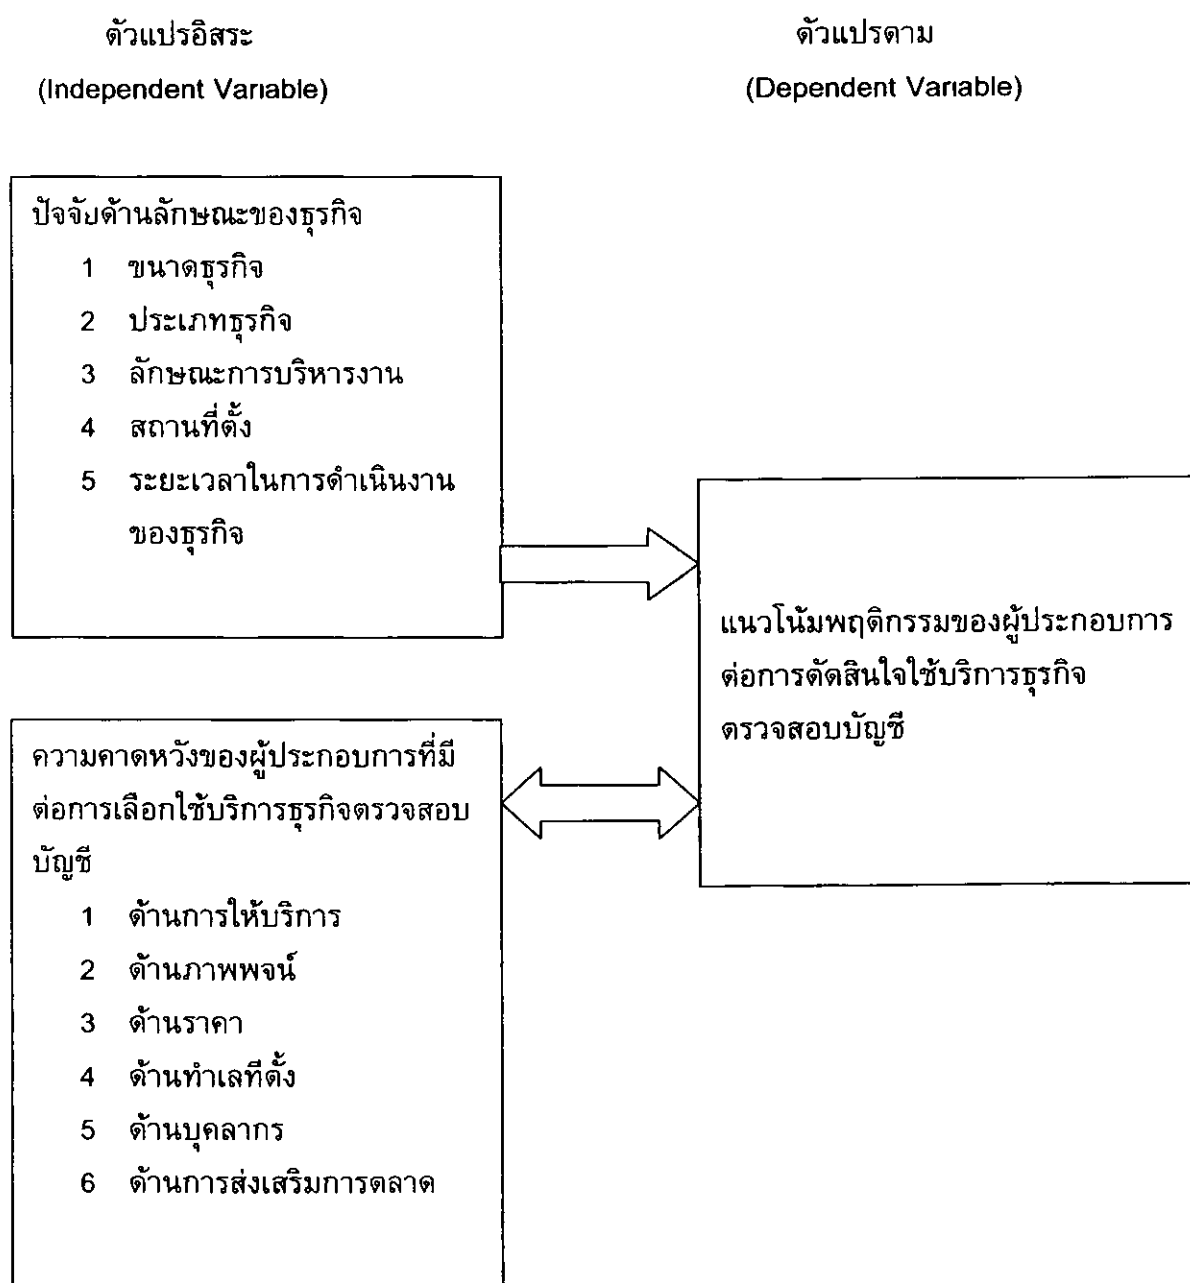 ตัวแปรอิสระ
(Independent Variable)
ตัวแปรตาม
(Dependent Variable)
ปัจจัยด้านลักษณะของธุรกิจ
1 ขนาดธุรกิจ
2 ประเภทธุรกิจ
3 ลักษณะการบริหารงาน
4 สถานที่ตั้ง
5 ระยะเวลาในการดำเนินงาน
ของธุรกิจ
แนวโน้มพฤติกรรมของผู้ประกอบการ
ต่อการตัดสินใจใช้บริการธุรกิจ
ตรวจสอบบัญชี
ความคาดหวังของผู้ประกอบการที่มี
ต่อการเลือกใช้บริการธุรกิจตรวจสอบ
บัญชี
1 ด้านการให้บริการ
2 ด้านภาพพจน์
3 ด้านราคา
4 ด้านทำเลที่ตั้ง
5 ด้านบุคลากร
6 ด้านการส่งเสริมการตลาด